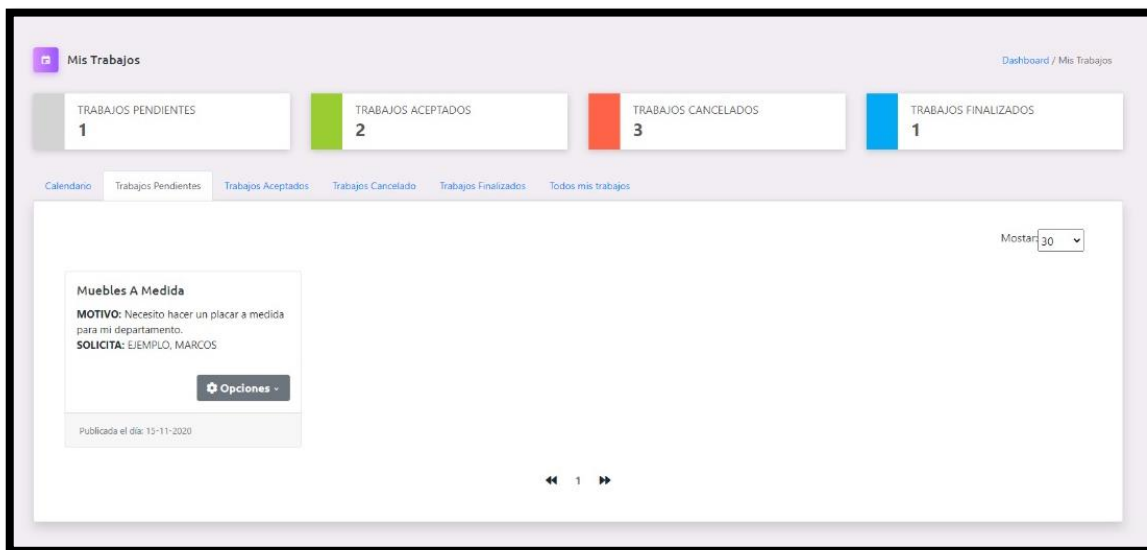 Mis Trabajos
Dashboard / Mis Trabajos
TRABAJOS PENDIENTES
1
TRABAJOS ACEPTADOS
2
TRABAJOS CANCELADOS
3
TRABAJOS FINALIZADOS
1
Calendario
Trabajos Pendientes
Trabajos Aceptados
Trabajos Cancelado
Trabajos Finalizados
Todos mis trabajos
Mostar: 30
Muebles A Medida
MOTIVO: Necesito hacer un placar a medida
para mi departamento.
SOLICITA: EJEMPLO, MARCOS
Opciones
Publicada el día: 15-11-2020
1